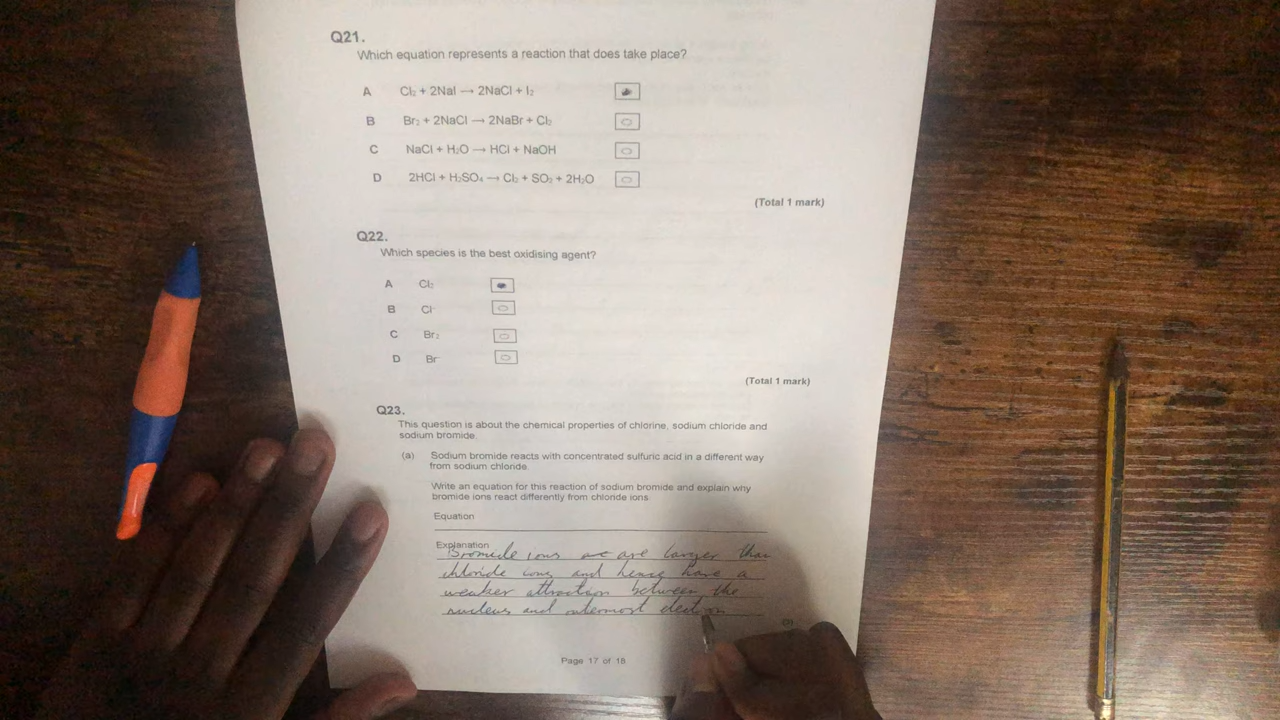 Q21.
Which equation represents a reaction that does take place?
A Cl₂ + 2NaI → 2NaCl + I₂
B Br₂ + 2NaCl → 2NaBr + Cl₂
C NaCl + H₂O → HCl + NaOH
D 2HCl + H₂SO₄ → Cl₂ + SO₂ + 2H₂O
(Total 1 mark)
Q22.
Which species is the best oxidising agent?
A Cl₂
B Cl⁻
C Br₂
D Br⁻
(Total 1 mark)
Q23.
This question is about the chemical properties of chlorine, sodium chloride and
sodium bromide.
(a) Sodium bromide reacts with concentrated sulfuric acid in a different way
from sodium chloride.
Write an equation for this reaction of sodium bromide and explain why
bromide ions react differently from chloride ions.
Equation
Explanation
Bromide ions are larger than
chloride ions and hence have a
weaker attraction between the
nucleus and outermost electron
Page 17 of 18